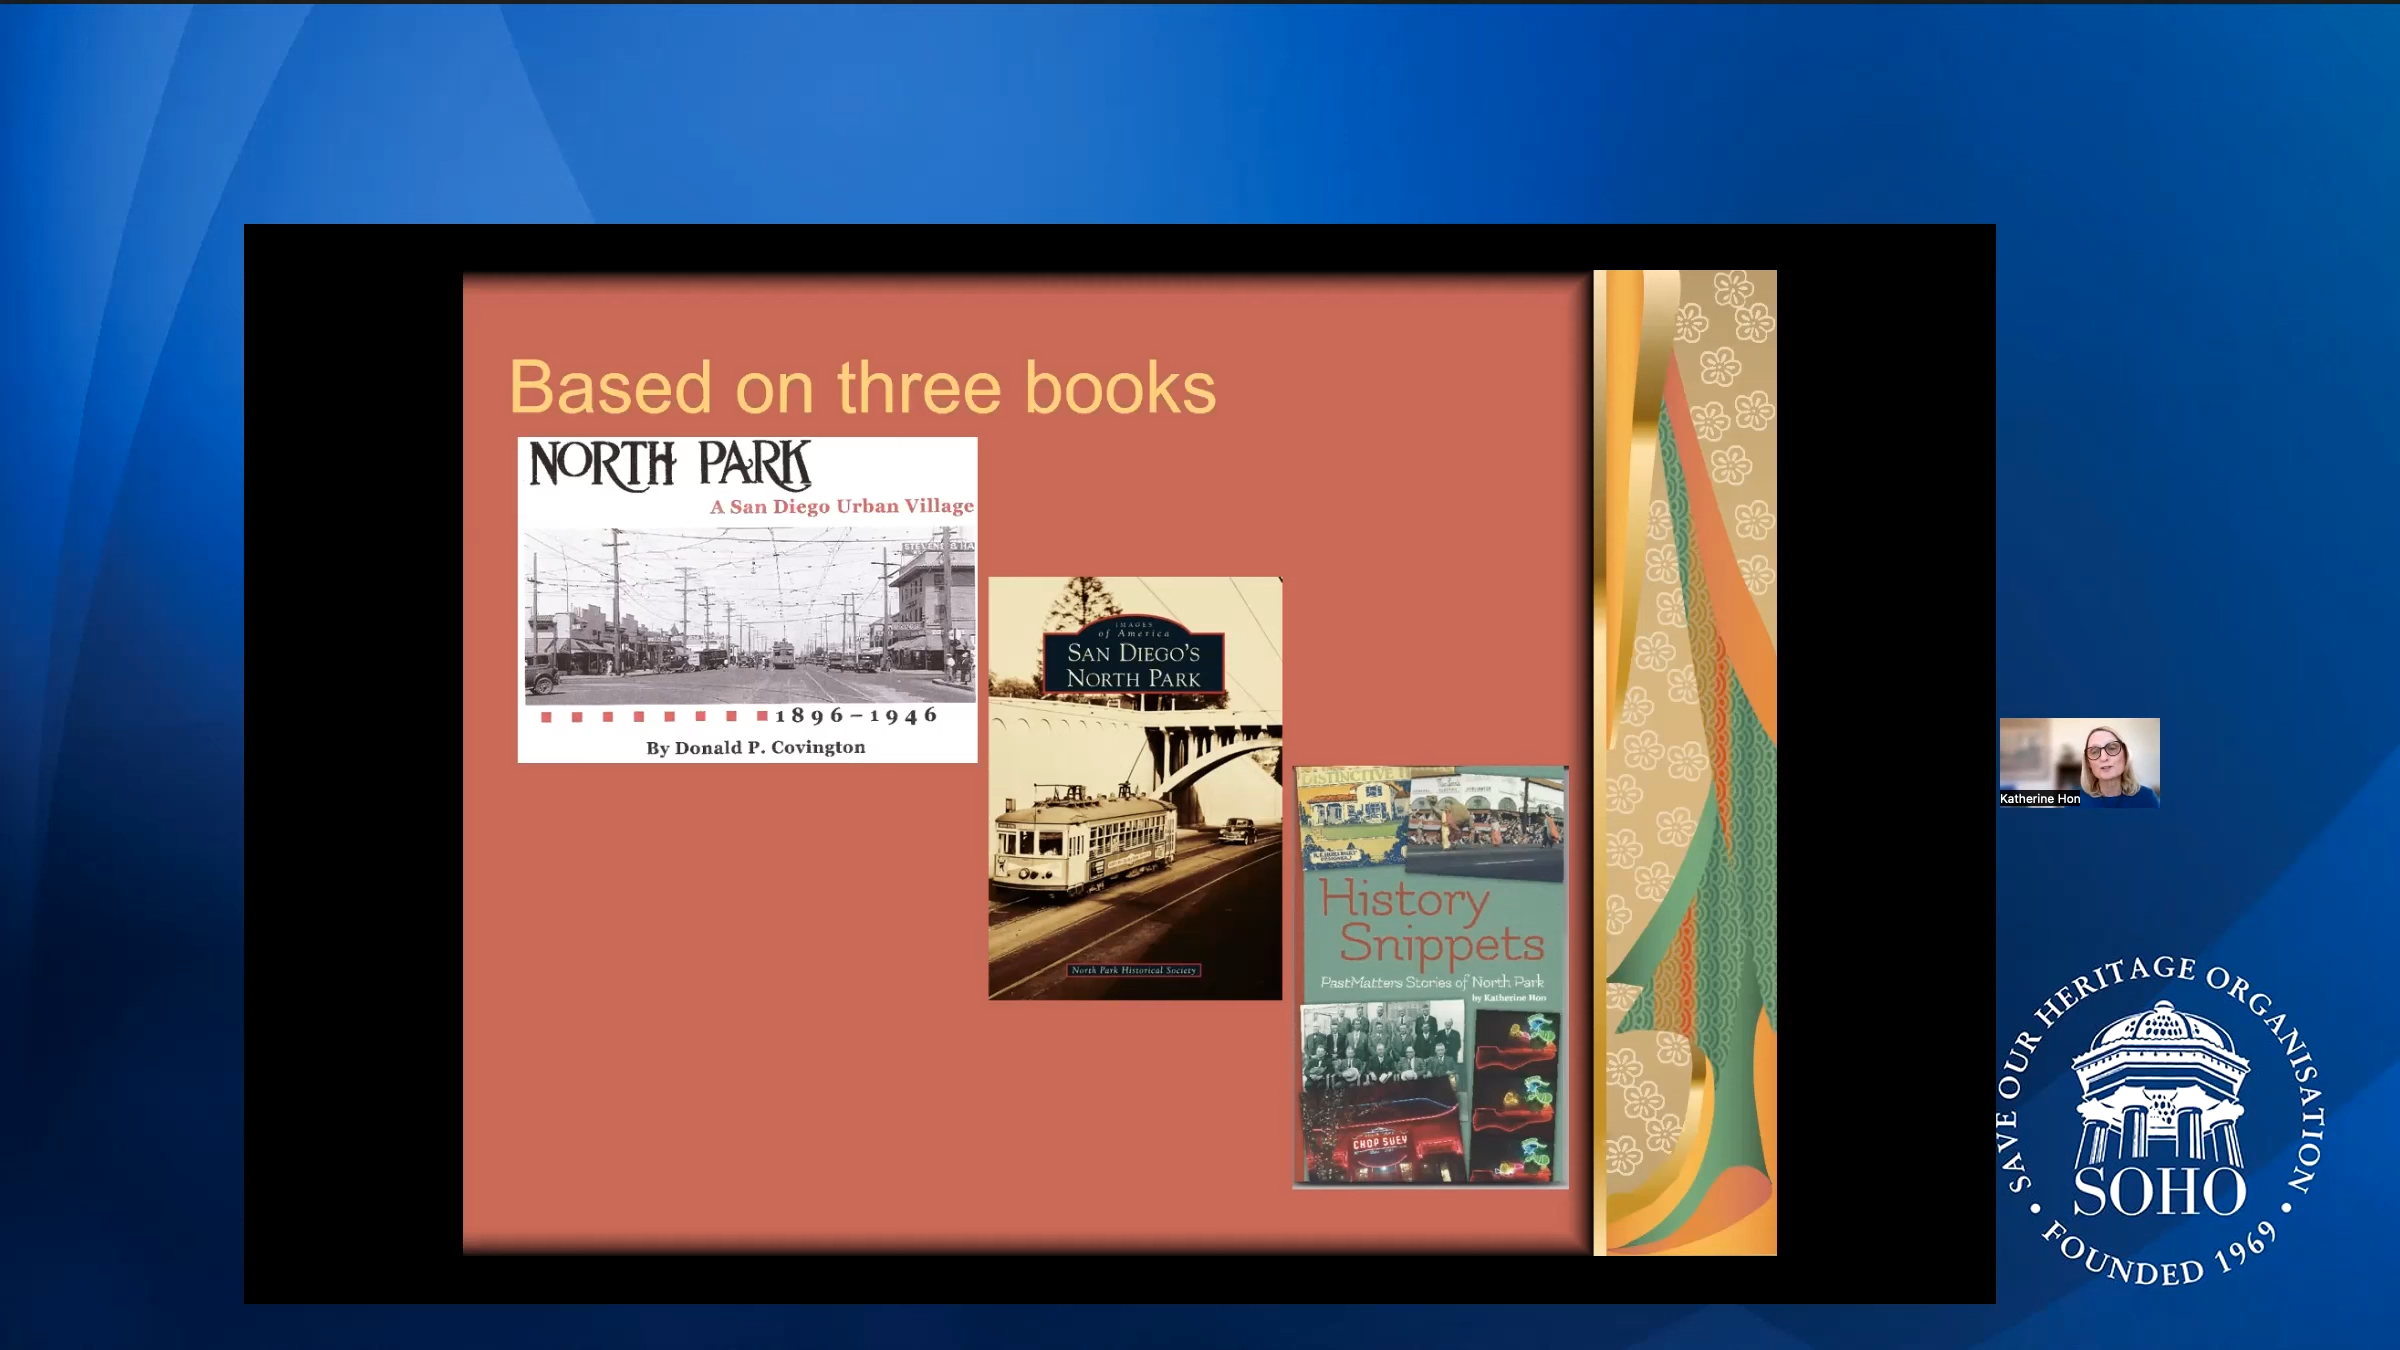 Based on three books
NORTH PARK
A San Diego Urban Village
1896–1946
By Donald P. Covington
IMAGES
of America
SAN DIEGO'S
NORTH PARK
North Park Historical Society
DISTINCTIVE
History
Snippets
PastMatters Stories of North Park
by Katherine Hon
CHOP SUEY
Katherine Hon
SAVE OUR HERITAGE ORGANISATION
SOHO
• FOUNDED 1969 •